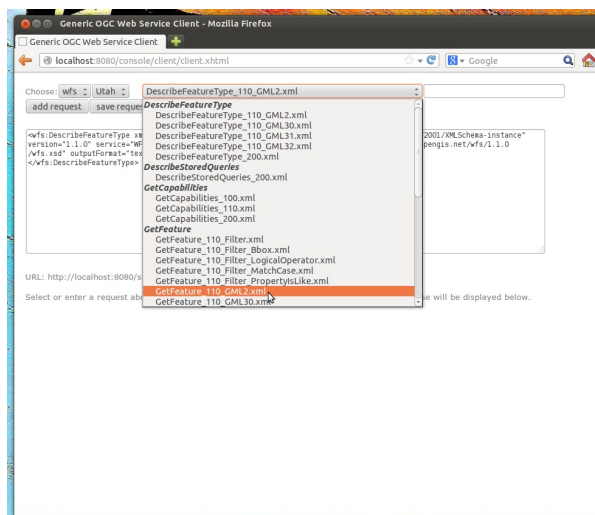 Generic OGC Web Service Client - Mozilla Firefox
Generic OGC Web Service Client
localhost:8080/console/client/client.xhtml
Google
Choose: wfs Utah DescribeFeatureType_110_GML2.xml
add request save reque
DescribeFeatureType
DescribeFeatureType_110_GML2.xml
DescribeFeatureType_110_GML30.xml
DescribeFeatureType_110_GML31.xml
DescribeFeatureType_110_GML32.xml
DescribeFeatureType_200.xml
DescribeStoredQueries
DescribeStoredQueries_200.xml
GetCapabilities
GetCapabilities_100.xml
GetCapabilities_110.xml
GetCapabilities_200.xml
GetFeature
GetFeature_110_Filter.xml
GetFeature_110_Filter_Bbox.xml
GetFeature_110_Filter_LogicalOperator.xml
GetFeature_110_Filter_MatchCase.xml
GetFeature_110_Filter_PropertyIsLike.xml
GetFeature_110_GML2.xml
GetFeature_110_GML30.xml
<wfs:DescribeFeatureType xm 2001/XMLSchema-instance"
version="1.1.0" service="WF pengis.net/wfs/1.1.0
/wfs.xsd" outputFormat="tex
</wfs:DescribeFeatureType>
URL: http://localhost:8080/s
Select or enter a request abo se will be displayed below.